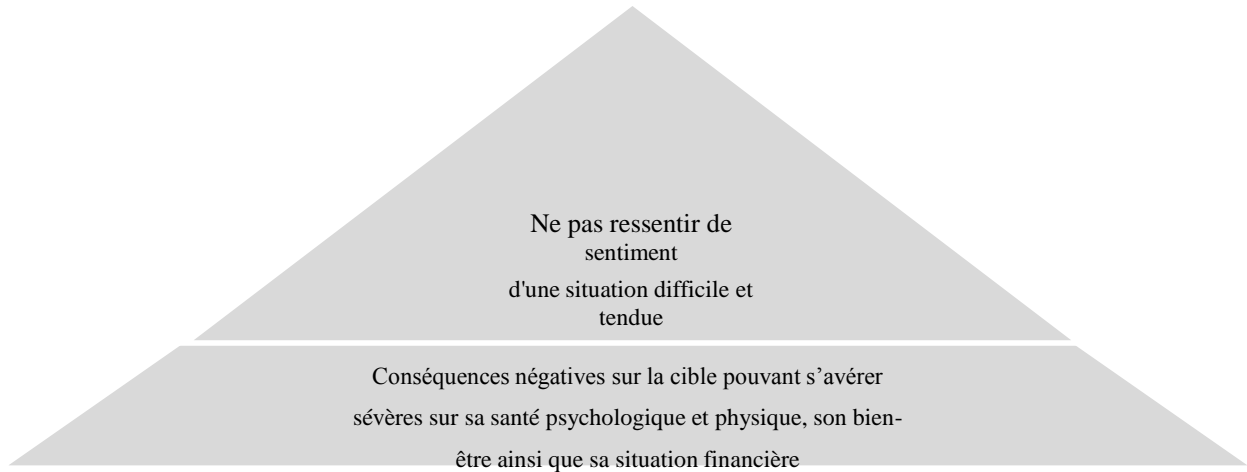 Ne pas ressentir de
sentiment
d'une situation difficile et
tendue
Conséquences négatives sur la cible pouvant s’avérer
sévères sur sa santé psychologique et physique, son bien-
être ainsi que sa situation financière